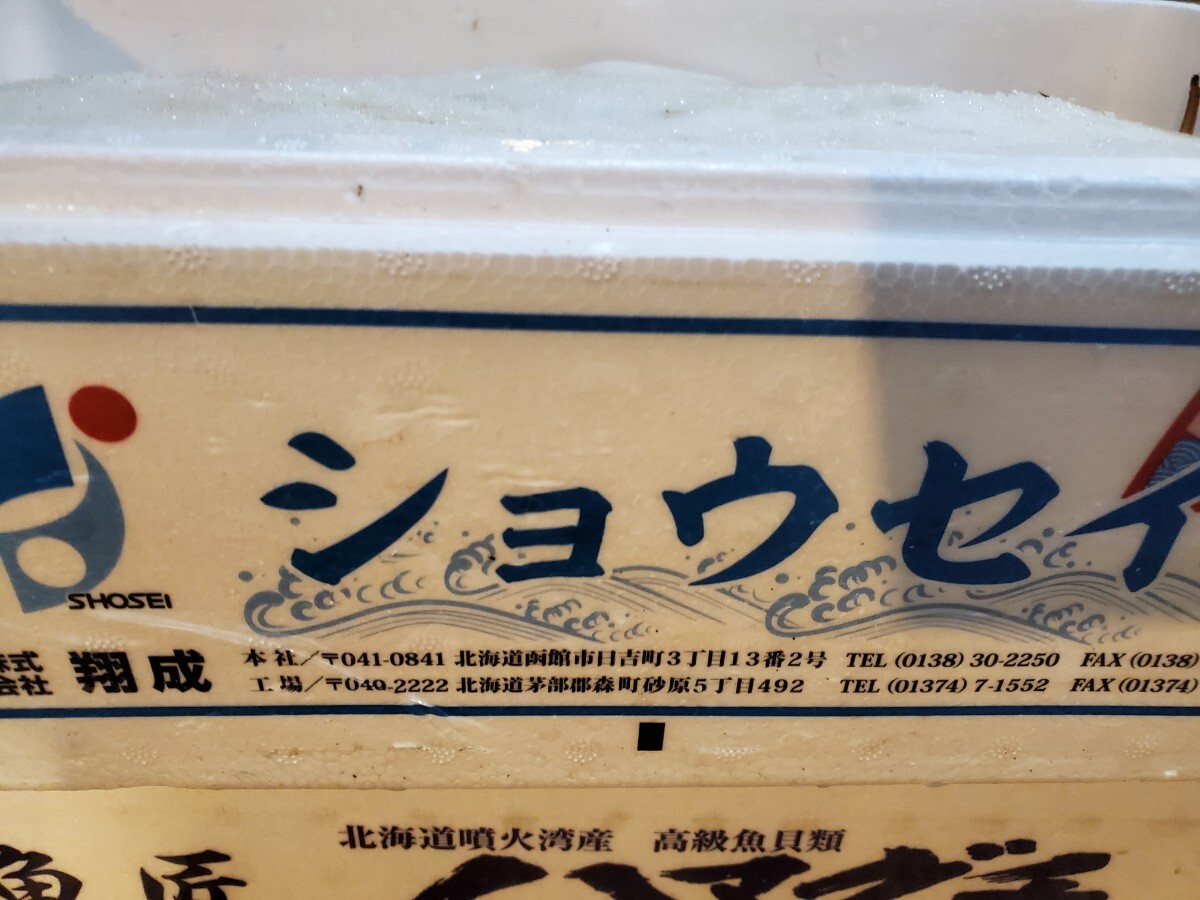 ショウセイ
SHOSEI
株式会社 翔成
本社／〒041-0841 北海道函館市日吉町3丁目13番2号 TEL (0138) 30-2250 FAX (0138)
工場／〒049-2222 北海道茅部郡森町砂原5丁目492 TEL (01374) 7-1552 FAX (01374)
北海道噴火湾産 高級魚貝類
匠